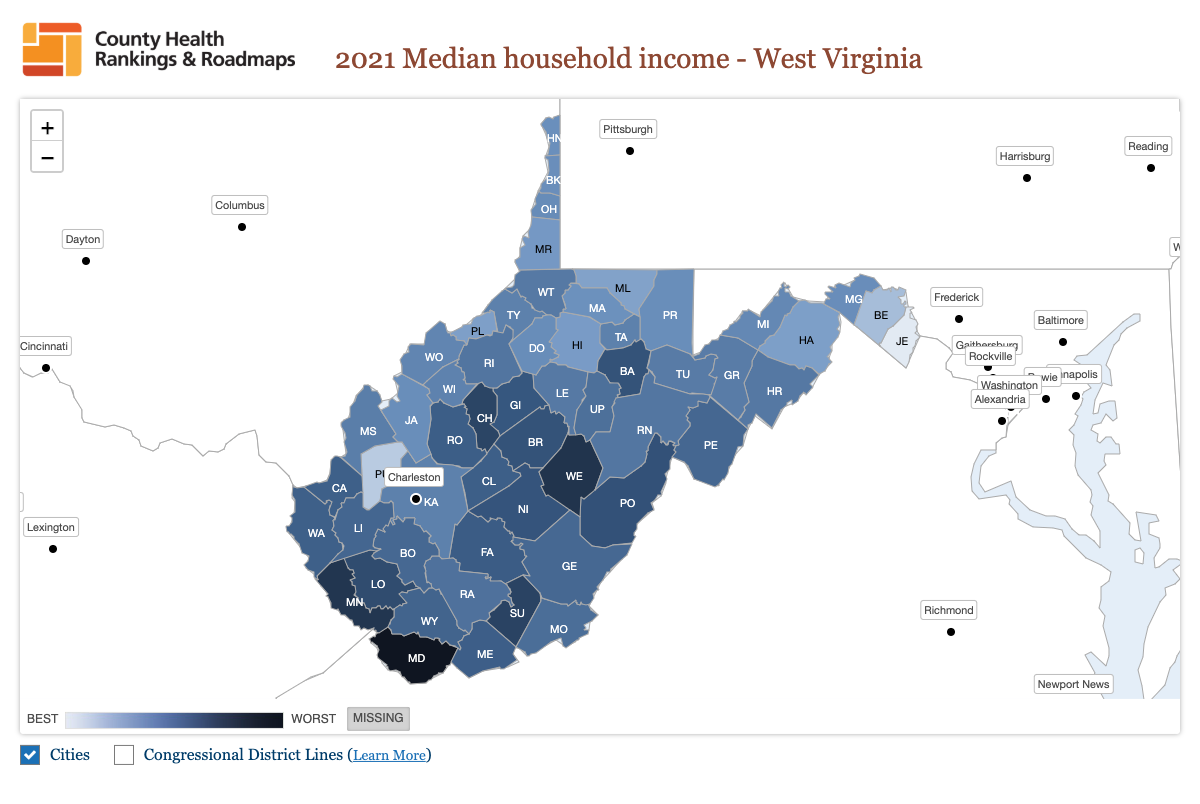 County Health
Rankings & Roadmaps
2021 Median household income - West Virginia
+
−
Pittsburgh
Harrisburg
Reading
Columbus
Dayton
Cincinnati
Lexington
Charleston
Frederick
Baltimore
Gaithersburg
Rockville
Washington
Alexandria
Richmond
Newport News
HN
BK
OH
MR
WT
ML
MA
PR
TY
PL
DO
HI
TA
MG
BE
JE
MI
HA
WO
RI
BA
TU
GR
HR
WI
LE
UP
CH
GI
JA
MS
RO
BR
RN
PE
CA
KA
CL
WE
NI
PO
WA
LI
BO
FA
GE
LO
MN
RA
SU
WY
MO
MD
ME
BEST
WORST
MISSING
Cities
Congressional District Lines (Learn More)